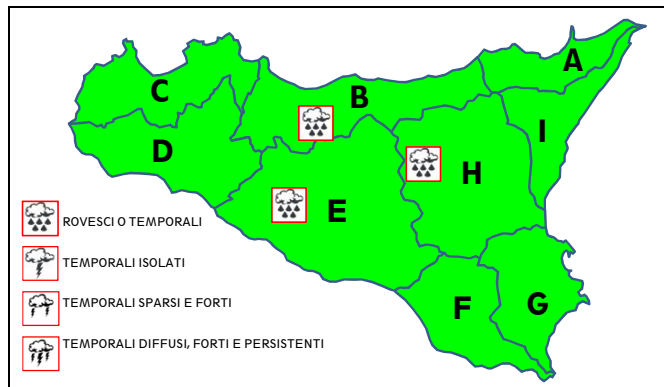 A
B
C
I
D
H
E
ROVESCI O TEMPORALI
TEMPORALI ISOLATI
F
G
TEMPORALI SPARSI E FORTI
TEMPORALI DIFFUSI, FORTI E PERSISTENTI